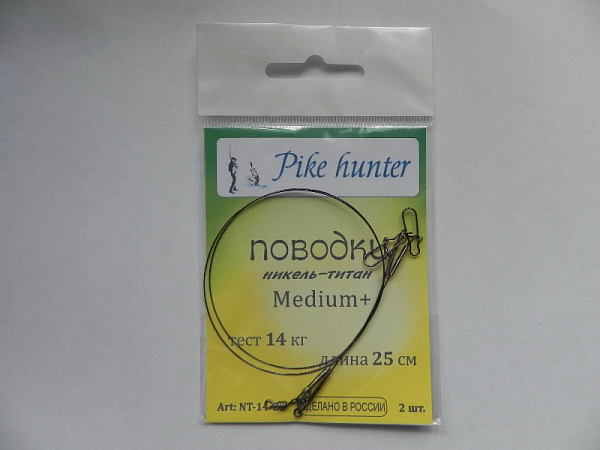 Pike hunter
поводки
никель-титан
Medium+
тест 14 кг
длина 25 см
Art: NT-14
СДЕЛАНО В РОССИИ
2 шт.